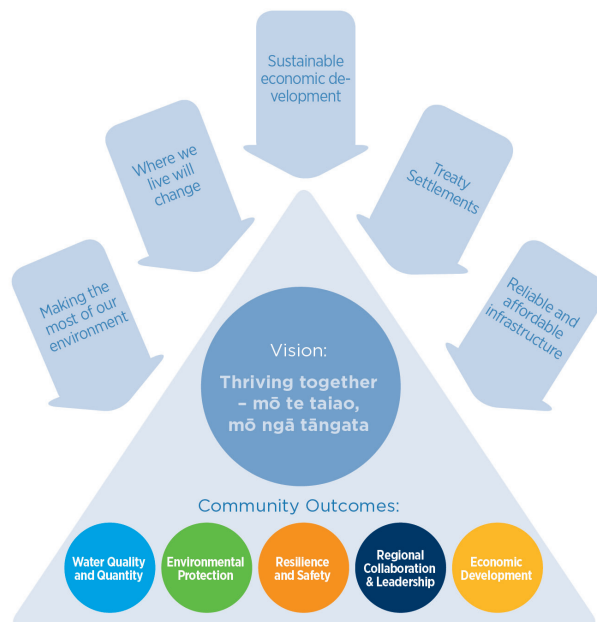 Sustainable
economic de-
velopment
Where we
live will
change
Treaty
Settlements
Making the
most of our
environment
Reliable and
affordable
infrastructure
Vision:
Thriving together
– mō te taiao,
mō ngā tāngata
Community Outcomes:
Water Quality
and Quantity
Environmental
Protection
Resilience
and Safety
Regional
Collaboration
& Leadership
Economic
Development